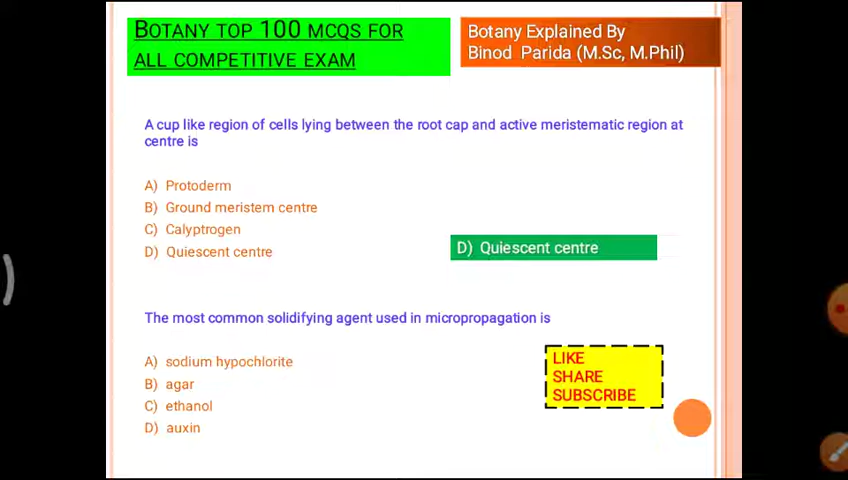 BOTANY TOP 100 MCQS FOR
ALL COMPETITIVE EXAM
Botany Explained By
Binod Parida (M.Sc, M.Phil)
A cup like region of cells lying between the root cap and active meristematic region at
centre is
A) Protoderm
B) Ground meristem centre
C) Calyptrogen
D) Quiescent centre
D) Quiescent centre
The most common solidifying agent used in micropropagation is
A) sodium hypochlorite
B) agar
C) ethanol
D) auxin
LIKE
SHARE
SUBSCRIBE